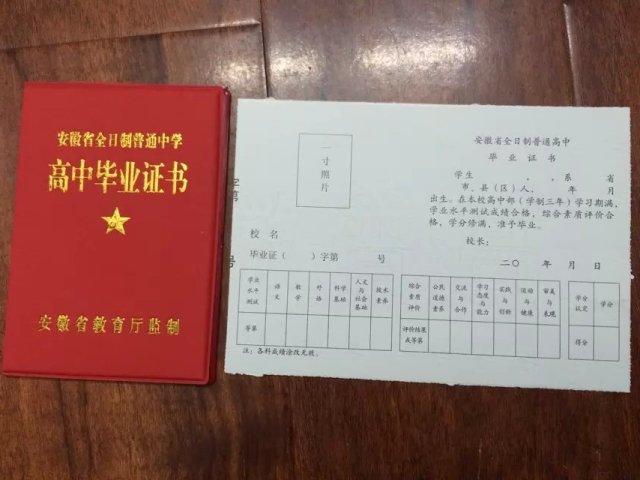 安徽省全日制普通中学
高中毕业证书
安徽省教育厅监制
字第
号
一寸照片
校名
毕业证（ ）字第 号
安徽省全日制普通高中
毕业证书
学生 ，，系 省
市、县（区）人， 年 月
出生。在本校高中部（学制三年）学习期满，
学业水平测试成绩合格，综合素质评价合
格，学分修满，准予毕业。
校长：
二〇 年 月 日
学业水平测试 语文 数学 外语 科学基础 人文与社会基础 技术素养
等第
综合素质评价 公民道德素养 交流与合作 学习态度与能力 实践与创新 运动与健康 审美与表现
评价结果或等第
学分认定 学分
得分
注：各科成绩涂改无效。